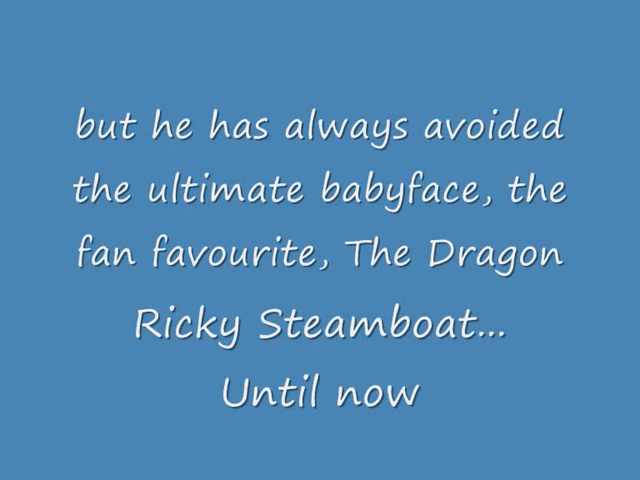 but he has always avoided
the ultimate babyface, the
fan favourite, The Dragon
Ricky Steamboat...
Until now